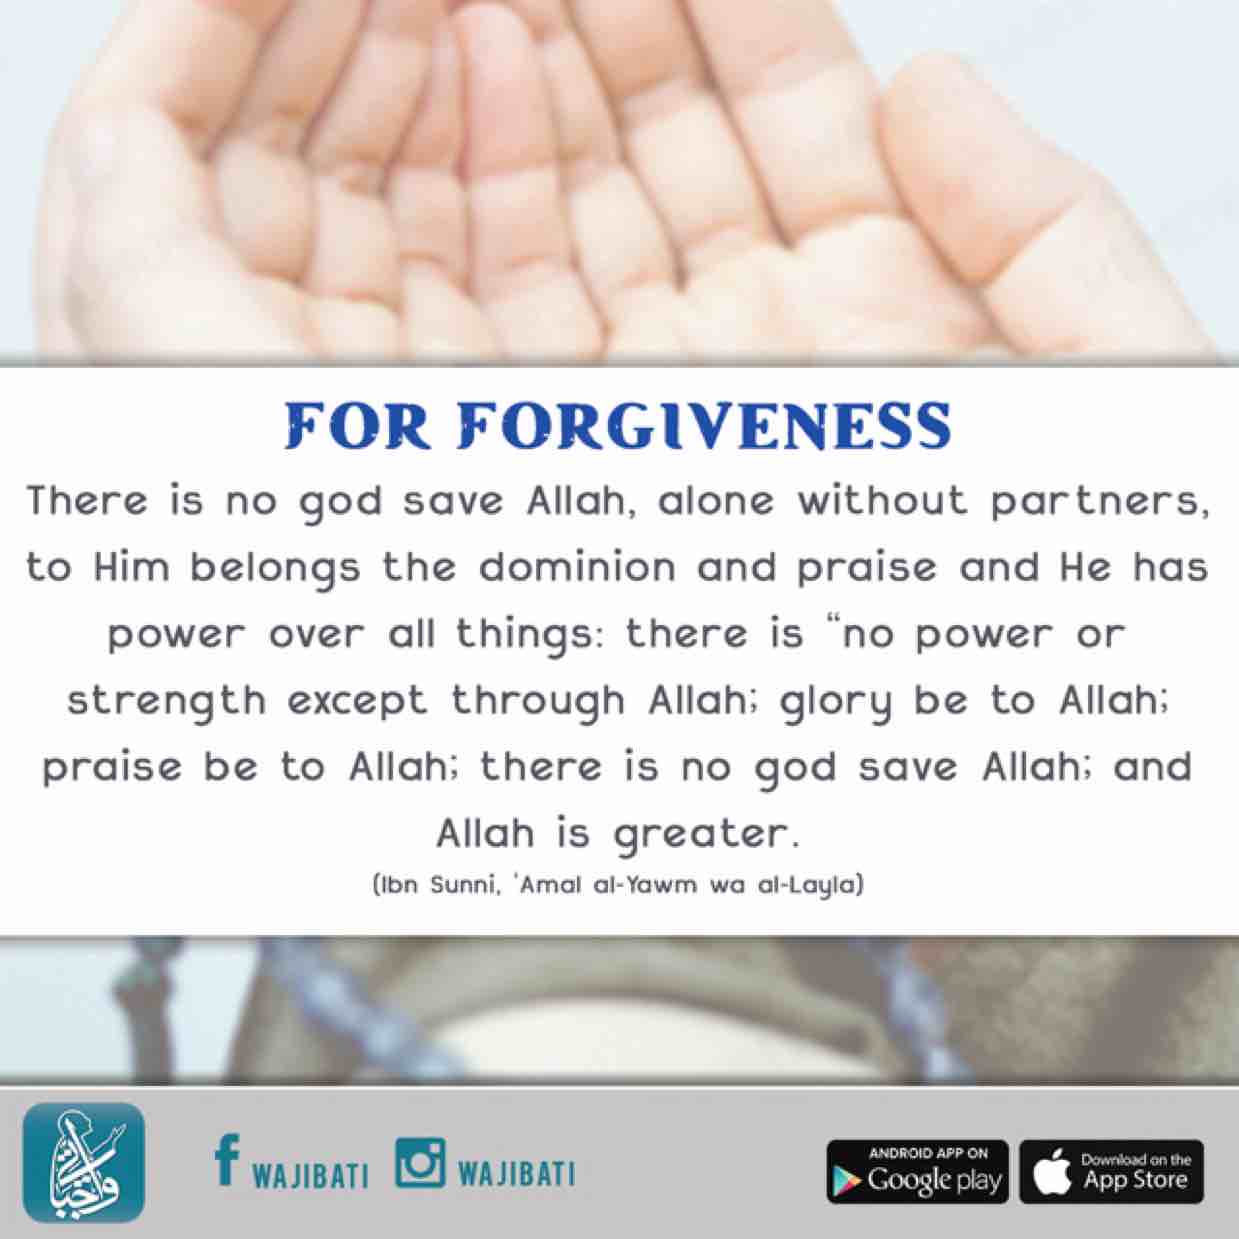 FOR FORGIVENESS
There is no god save Allah, alone without partners,
to Him belongs the dominion and praise and He has
power over all things: there is “no power or
strength except through Allah; glory be to Allah;
praise be to Allah; there is no god save Allah; and
Allah is greater.
(Ibn Sunni, 'Amal al-Yawm wa al-Layla)
واجباتي
f WAJIBATI WAJIBATI
ANDROID APP ON
Google play
Download on the
App Store